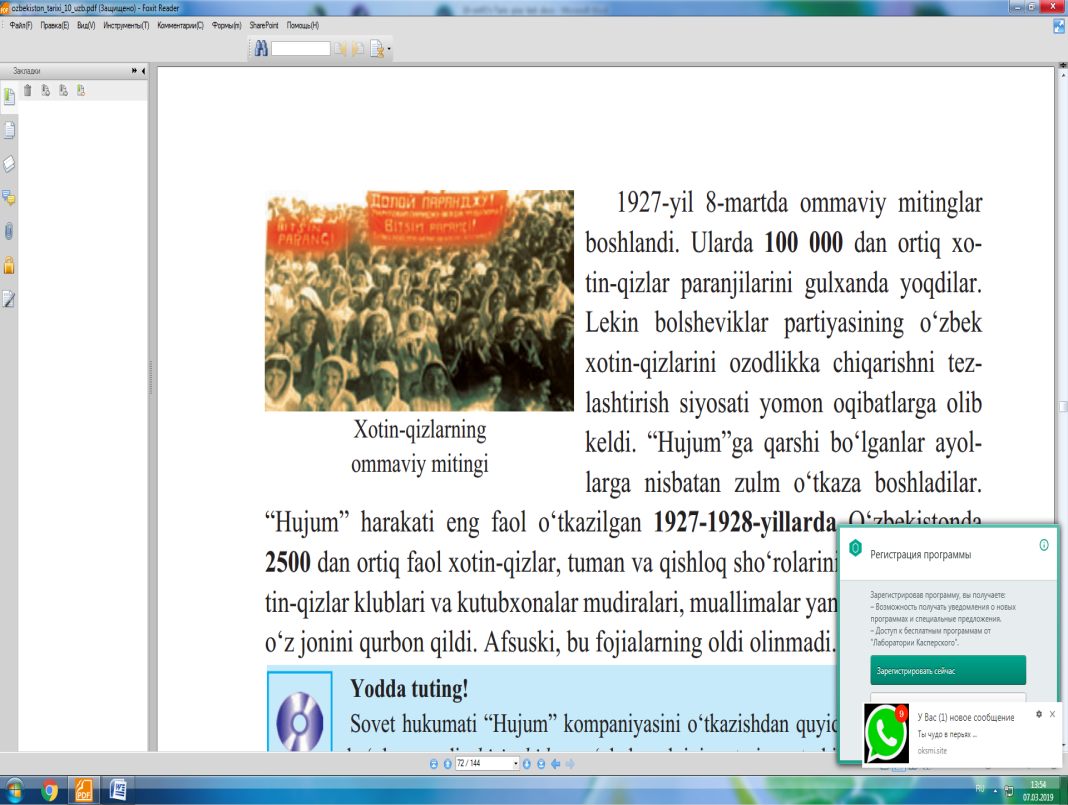 ozbekiston_tarixi_10_uzb.pdf (Защищено) - Foxit Reader
Файл(F) Правка(E) Вид(V) Инструменты(T) Комментарии(C) Формы(m) SharePoint Помощь(H)
Закладки
ДОЛОЙ ПАРАНДЖУ!
BITSIN PARANÇI!
BITSIN
PARANÇI
1927-yil 8-martda ommaviy mitinglar
boshlandi. Ularda 100 000 dan ortiq xo-
tin-qizlar paranjilarini gulxanda yoqdilar.
Lekin bolsheviklar partiyasining o‘zbek
xotin-qizlarini ozodlikka chiqarishni tez-
lashtirish siyosati yomon oqibatlarga olib
keldi. “Hujum”ga qarshi bo‘lganlar ayol-
larga nisbatan zulm o‘tkaza boshladilar.
Xotin-qizlarning
ommaviy mitingi
“Hujum” harakati eng faol o‘tkazilgan 1927-1928-yillarda O‘zbekistonda
2500 dan ortiq faol xotin-qizlar, tuman va qishloq sho‘rolarini
tin-qizlar klublari va kutubxonalar mudiralari, muallimalar yan
o‘z jonini qurbon qildi. Afsuski, bu fojialarning oldi olinmadi.
Yodda tuting!
Sovet hukumati “Hujum” kompaniyasini o‘tkazishdan quyid
Регистрация программы
Зарегистрировав программу, вы получаете:
– Возможность получать уведомления о новых
программах и специальные предложения.
– Доступ к бесплатным программам от
"Лаборатории Касперского".
Зарегистрировать сейчас
9
У Вас (1) новое сообщение
Ты чудо в перьях ...
oksmi.site
72 / 144
RU
13:54
07.03.2019